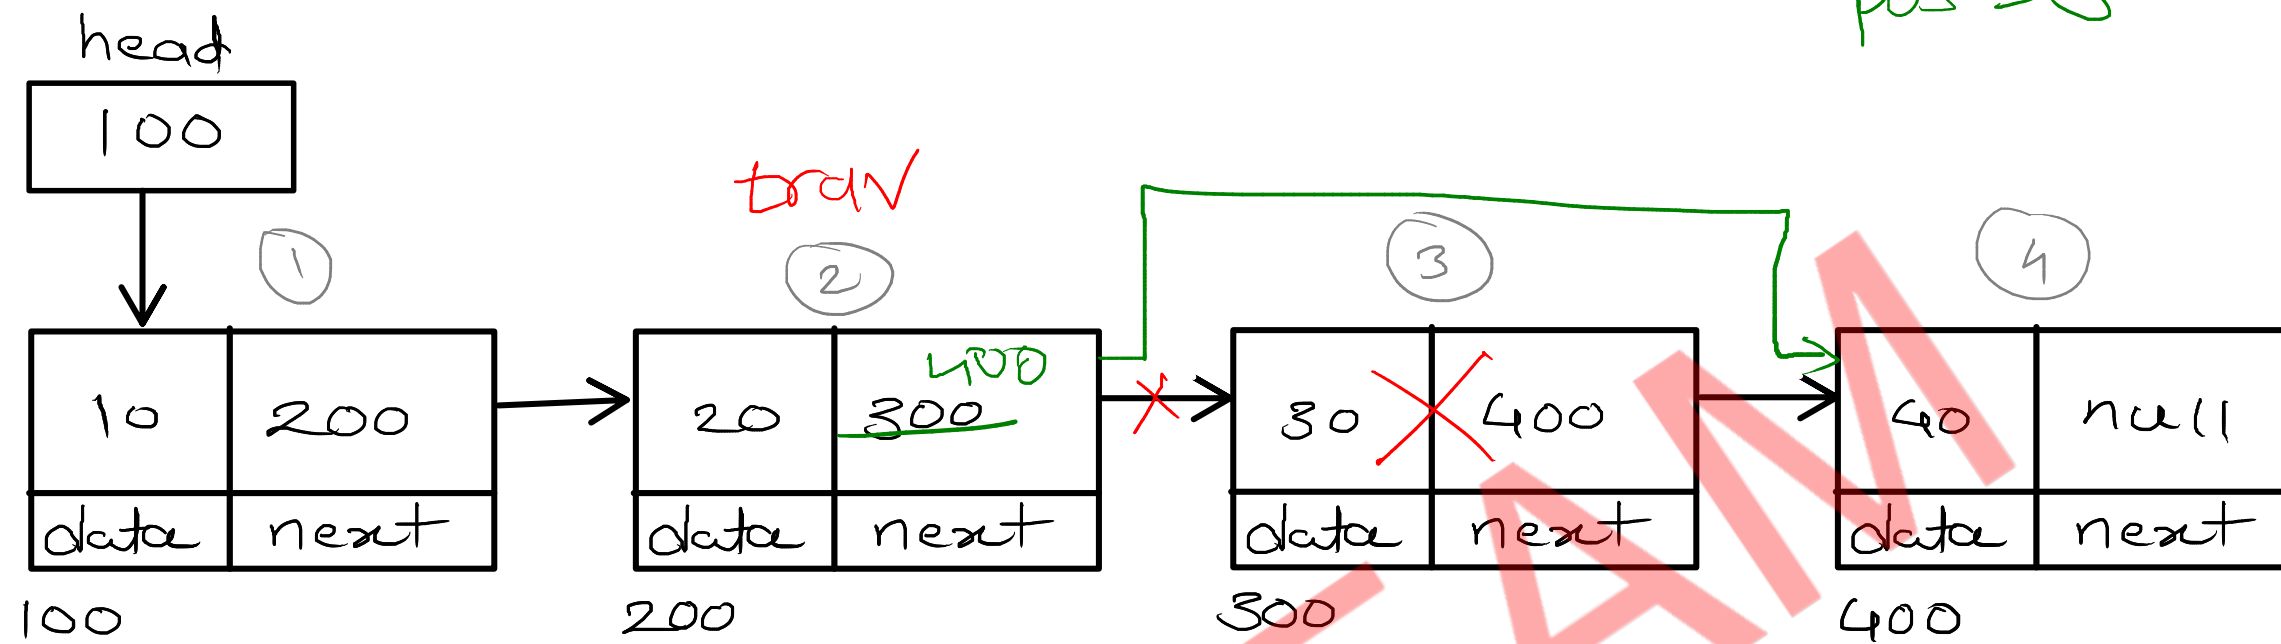 head
100
trav
1 2 3 4
400
10 200 20 300 30 400 40 null
data next data next data next data next
100 200 300 400
AM